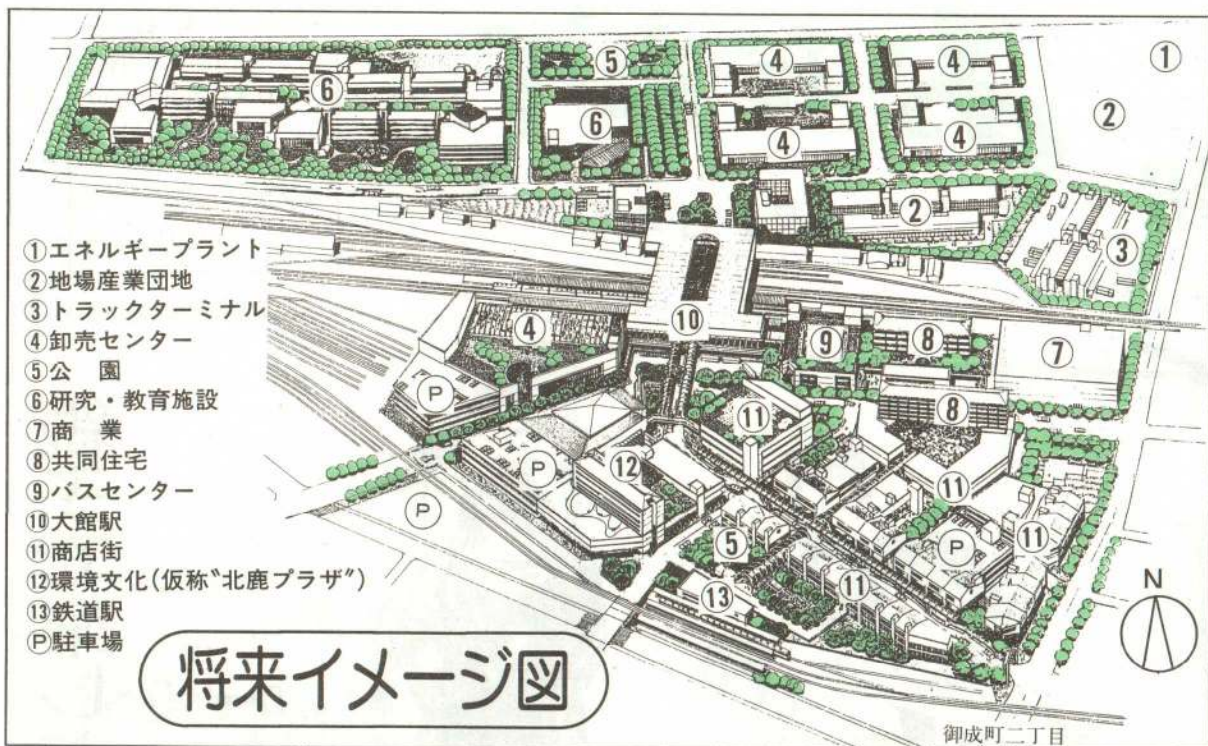 ①エネルギープラント
②地場産業団地
③トラックターミナル
④卸売センター
⑤公　園
⑥研究・教育施設
⑦商　業
⑧共同住宅
⑨バスセンター
⑩大館駅
⑪商店街
⑫環境文化(仮称〝北鹿プラザ〟)
⑬鉄道駅
Ⓟ駐車場
将来イメージ図
⑥
⑤
⑥
④
④
④
④
①
②
②
③
④
⑩
⑨
⑧
⑦
⑧
Ⓟ
Ⓟ
Ⓟ
⑫
⑪
⑪
⑪
⑪
Ⓟ
⑤
⑬
N
御成町二丁目